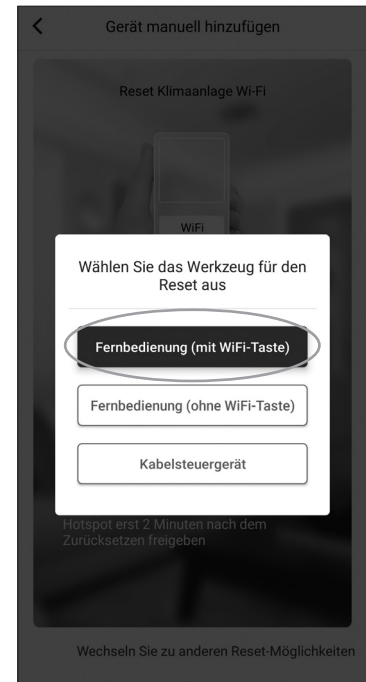 Gerät manuell hinzufügen
Reset Klimaanlage Wi-Fi
WiFi
Wählen Sie das Werkzeug für den
Reset aus
Fernbedienung (mit WiFi-Taste)
Fernbedienung (ohne WiFi-Taste)
Kabelsteuergerät
Hotspot erst 2 Minuten nach dem
Zurücksetzen freigeben
Wechseln Sie zu anderen Reset-Möglichkeiten